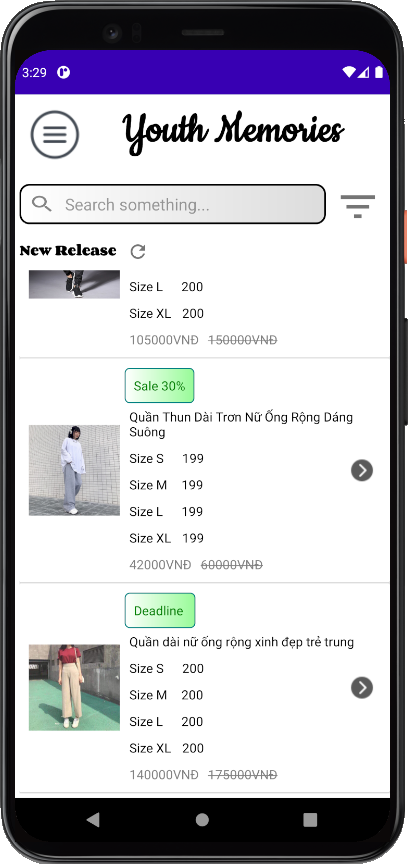 3:29
Youth Memories
Search something...
New Release
Size L 200
Size XL 200
105000VNĐ 150000VNĐ
Sale 30%
Quần Thun Dài Trơn Nữ Ống Rộng Dáng
Suông
Size S 199
Size M 199
Size L 199
Size XL 199
42000VNĐ 60000VNĐ
Deadline
Quần dài nữ ống rộng xinh đẹp trẻ trung
Size S 200
Size M 200
Size L 200
Size XL 200
140000VNĐ 175000VNĐ